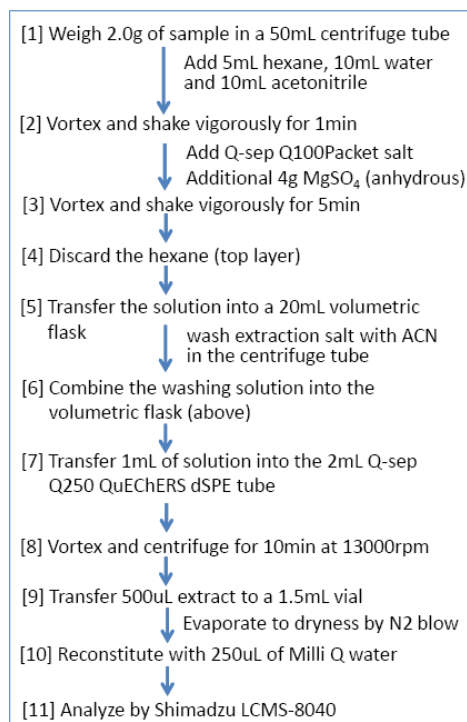 [1] Weigh 2.0g of sample in a 50mL centrifuge tube
Add 5mL hexane, 10mL water
and 10mL acetonitrile
[2] Vortex and shake vigorously for 1min
Add Q-sep Q100Packet salt
Additional 4g MgSO₄ (anhydrous)
[3] Vortex and shake vigorously for 5min
[4] Discard the hexane (top layer)
[5] Transfer the solution into a 20mL volumetric
flask
wash extraction salt with ACN
in the centrifuge tube
[6] Combine the washing solution into the
volumetric flask (above)
[7] Transfer 1mL of solution into the 2mL Q-sep
Q250 QuEChERS dSPE tube
[8] Vortex and centrifuge for 10min at 13000rpm
[9] Transfer 500uL extract to a 1.5mL vial
Evaporate to dryness by N2 blow
[10] Reconstitute with 250uL of Milli Q water
[11] Analyze by Shimadzu LCMS-8040